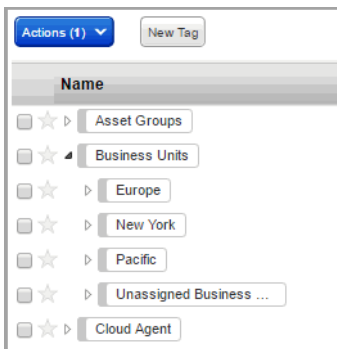 Actions (1) New Tag
Name
Asset Groups
Business Units
Europe
New York
Pacific
Unassigned Business ...
Cloud Agent